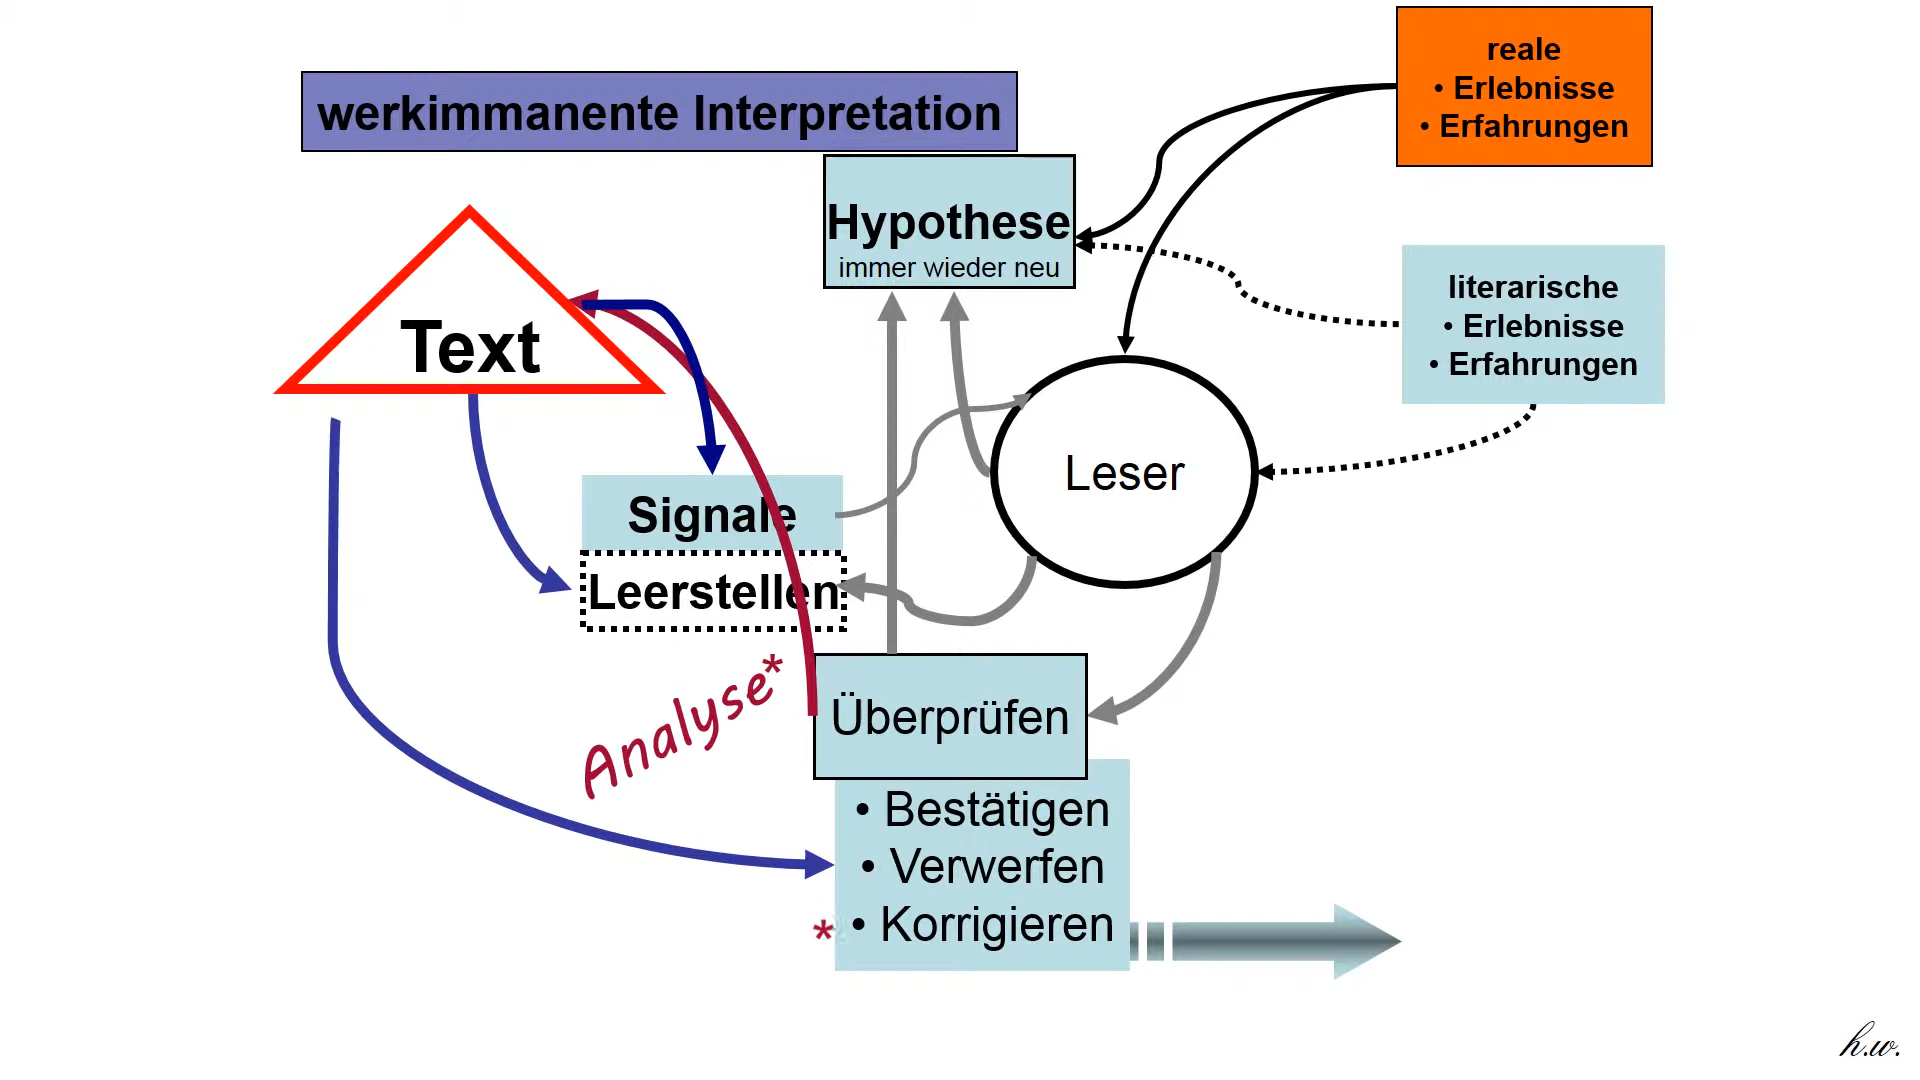 werkimmanente Interpretation
reale
• Erlebnisse
• Erfahrungen
Hypothese
immer wieder neu
literarische
• Erlebnisse
• Erfahrungen
Text
Leser
Signale
Leerstellen
Analyse*
Überprüfen
• Bestätigen
• Verwerfen
* • Korrigieren
h.w.